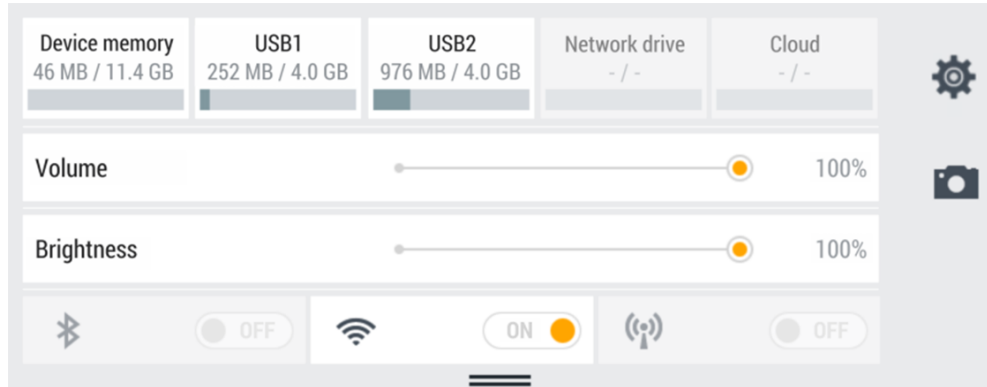 Device memory USB1 USB2 Network drive Cloud
46 MB / 11.4 GB 252 MB / 4.0 GB 976 MB / 4.0 GB - / - - / -
Volume 100%
Brightness 100%
OFF ON OFF